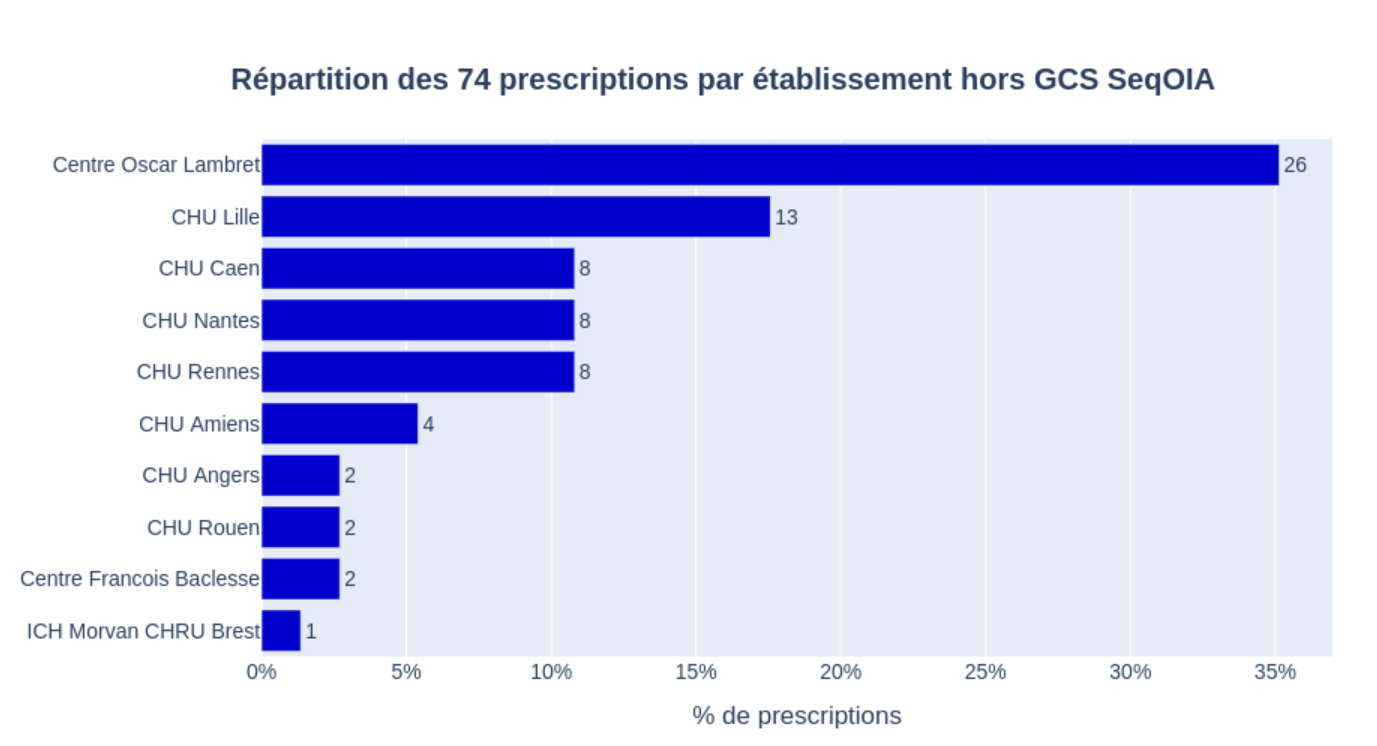 Répartition des 74 prescriptions par établissement hors GCS SeqOIA
Centre Oscar Lambret 26
CHU Lille 13
CHU Caen 8
CHU Nantes 8
CHU Rennes 8
CHU Amiens 4
CHU Angers 2
CHU Rouen 2
Centre Francois Baclesse 2
ICH Morvan CHRU Brest 1
0% 5% 10% 15% 20% 25% 30% 35%
% de prescriptions